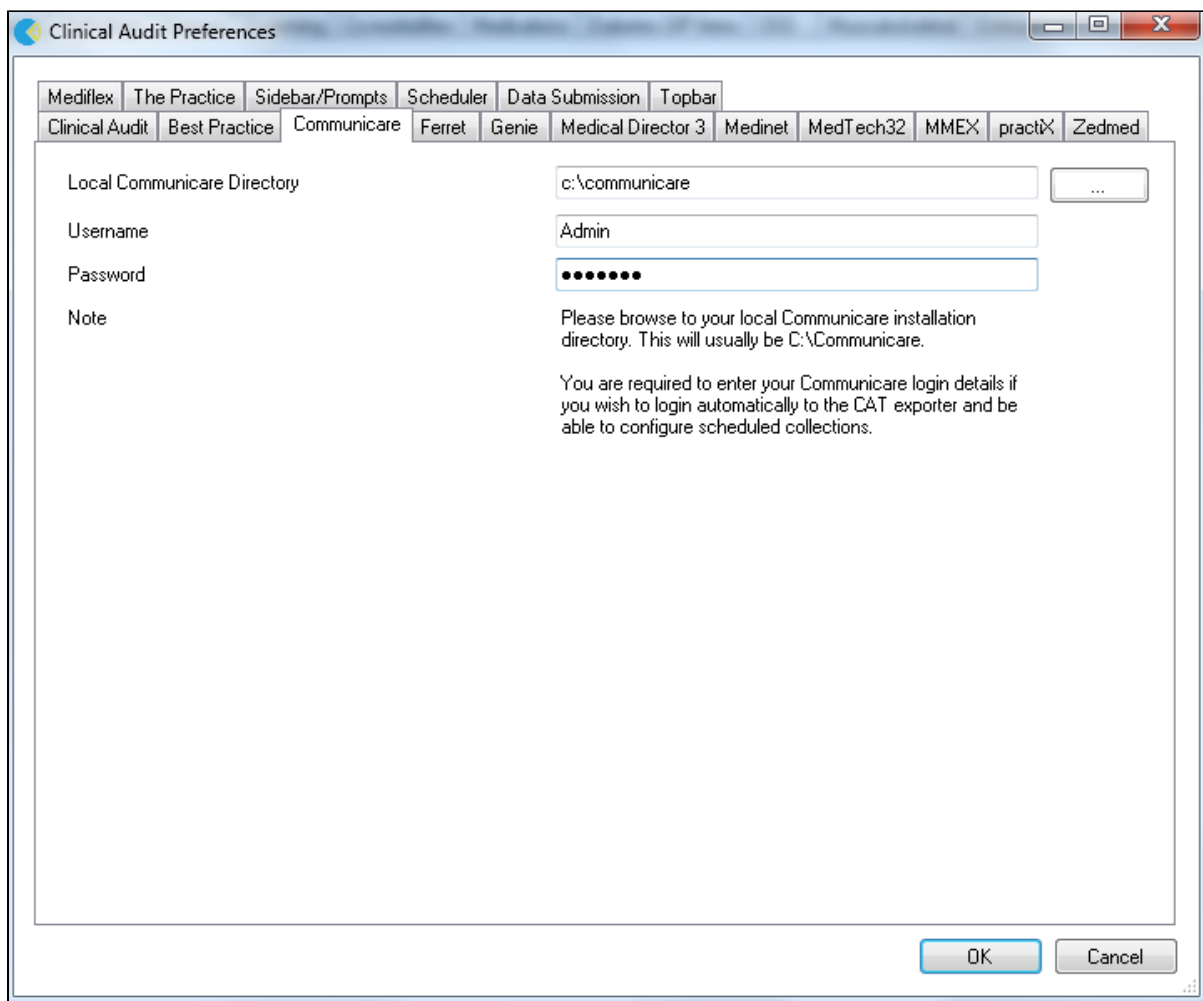 Clinical Audit Preferences
Mediflex The Practice Sidebar/Prompts Scheduler Data Submission Topbar
Clinical Audit Best Practice Communicare Ferret Genie Medical Director 3 Medinet MedTech32 MMEX practiX Zedmed
Local Communicare Directory c:\communicare ...
Username Admin
Password •••••••
Note Please browse to your local Communicare installation
directory. This will usually be C:\Communicare.
You are required to enter your Communicare login details if
you wish to login automatically to the CAT exporter and be
able to configure scheduled collections.
OK Cancel